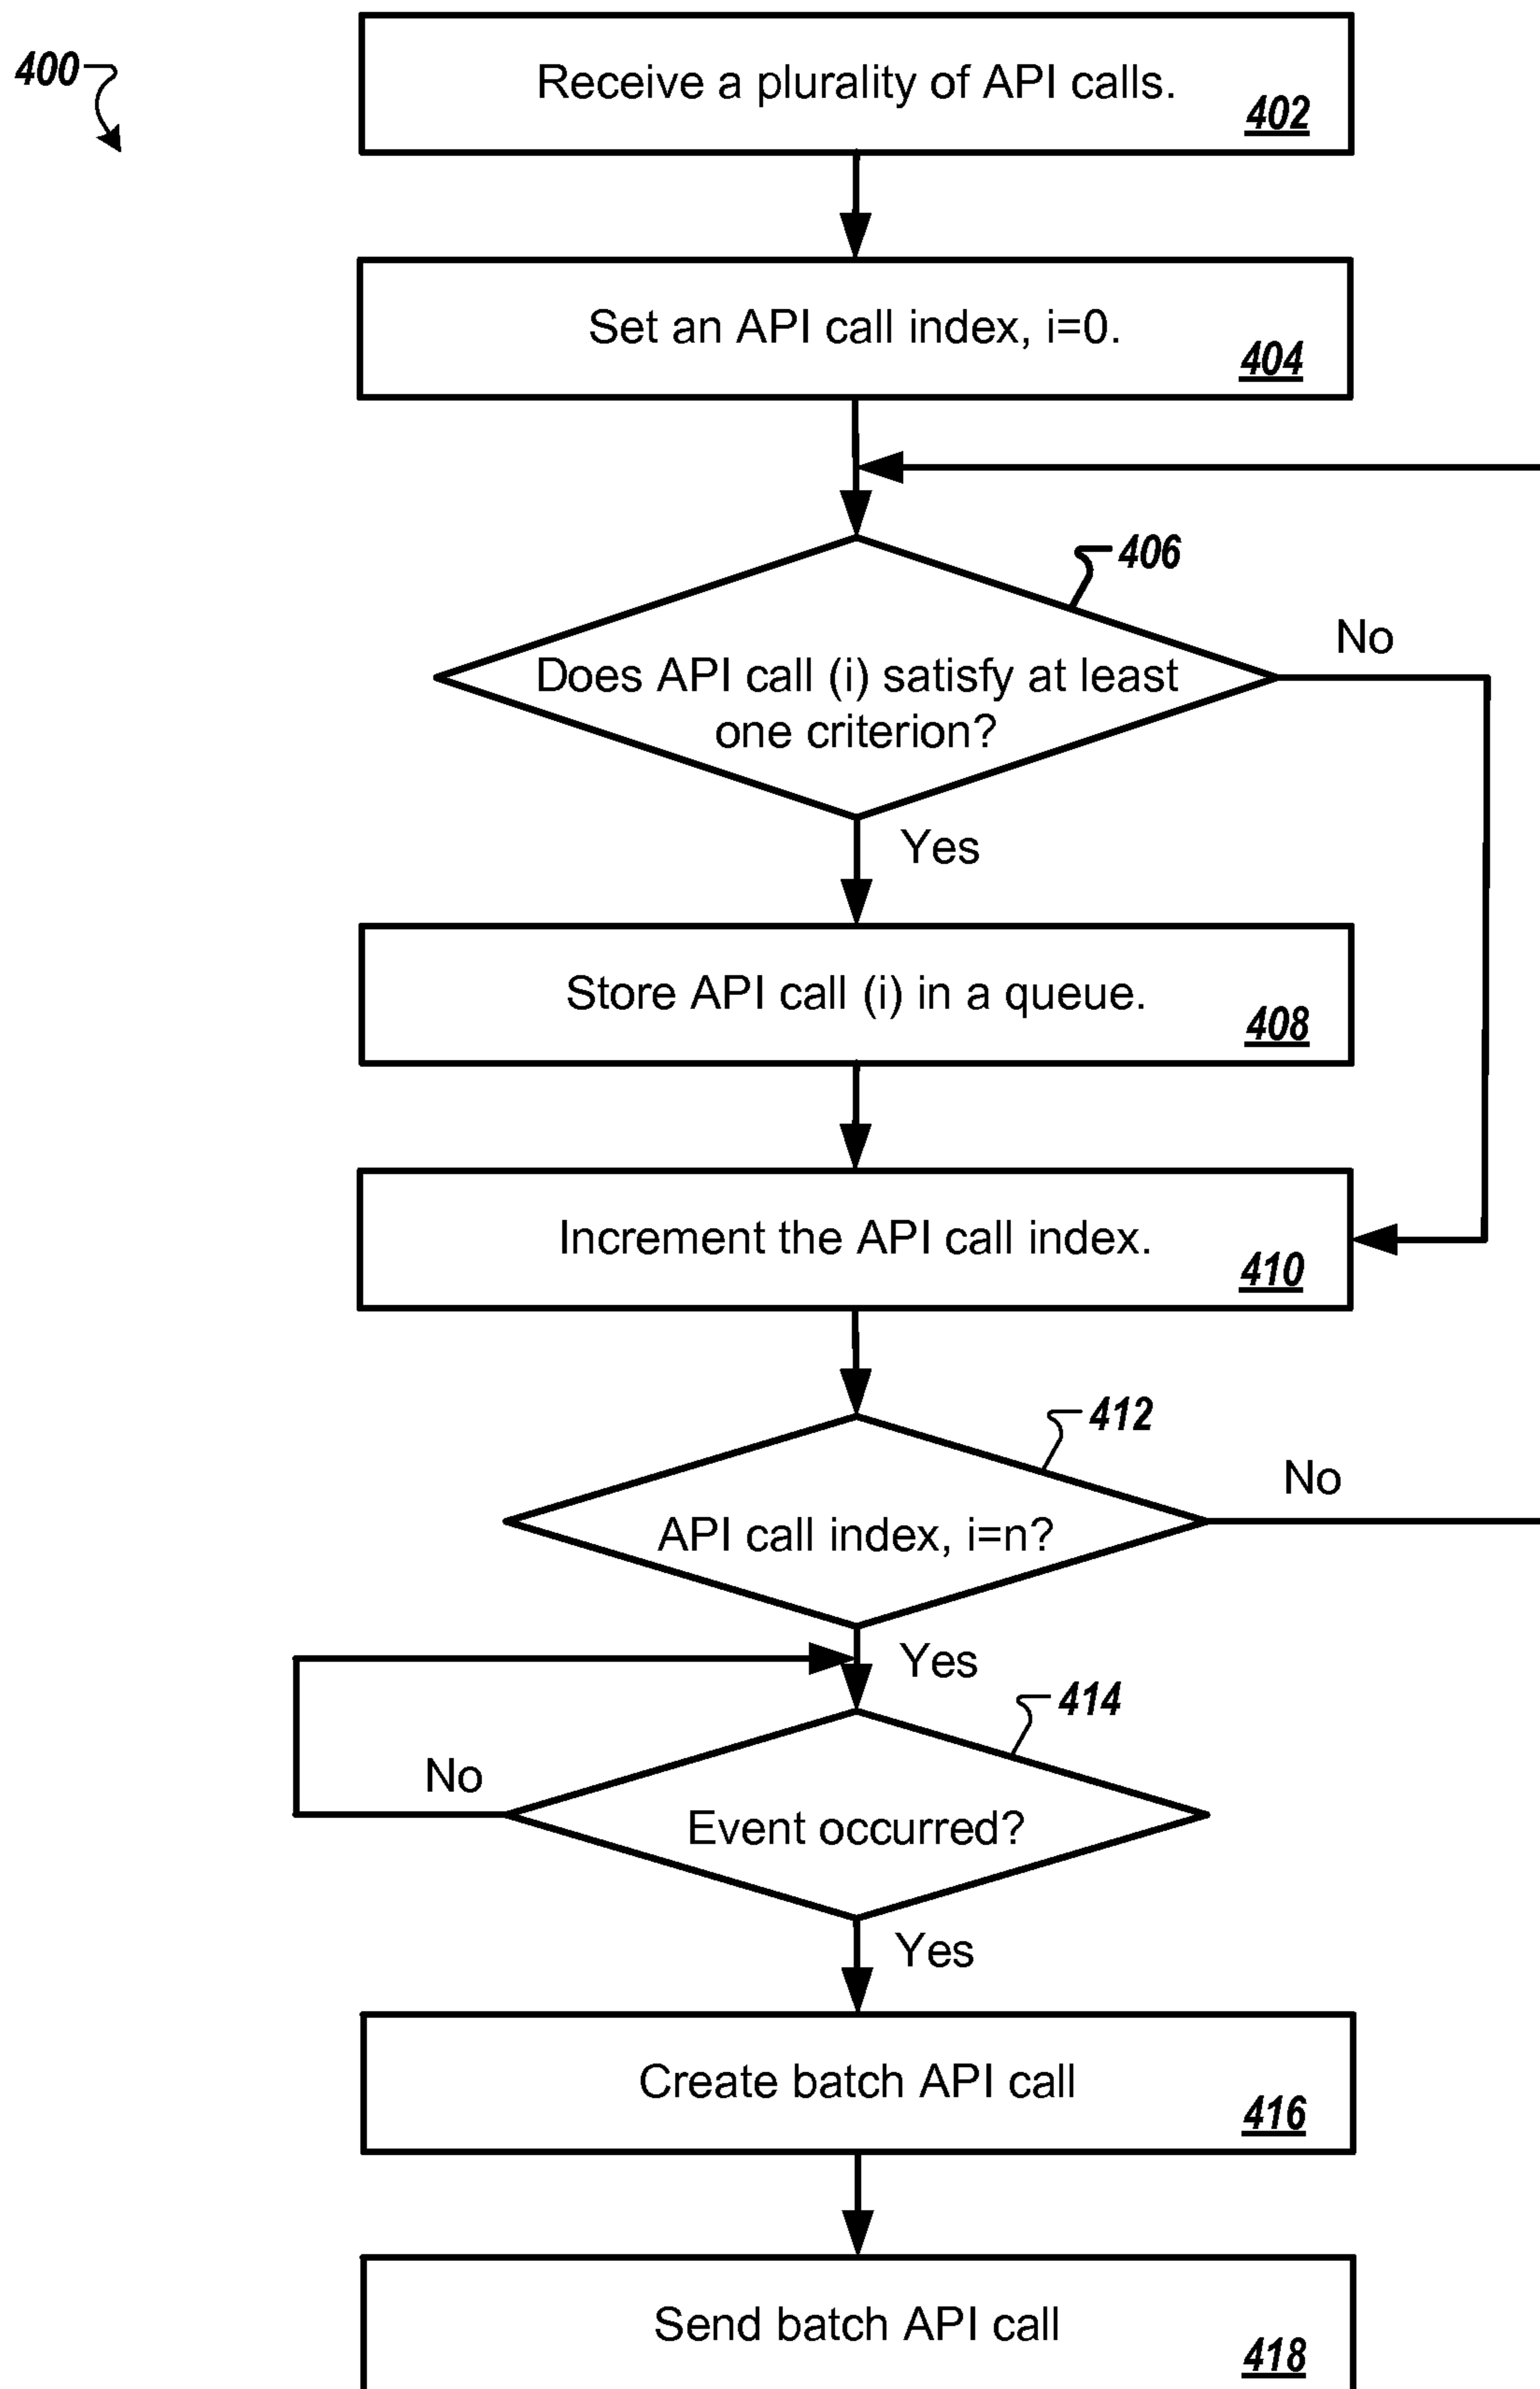 400
Receive a plurality of API calls.
402
Set an API call index, i=0.
404
406
No
Does API call (i) satisfy at least
one criterion?
Yes
Store API call (i) in a queue.
408
Increment the API call index.
410
412
No
API call index, i=n?
Yes
414
No
Event occurred?
Yes
Create batch API call
416
Send batch API call
418